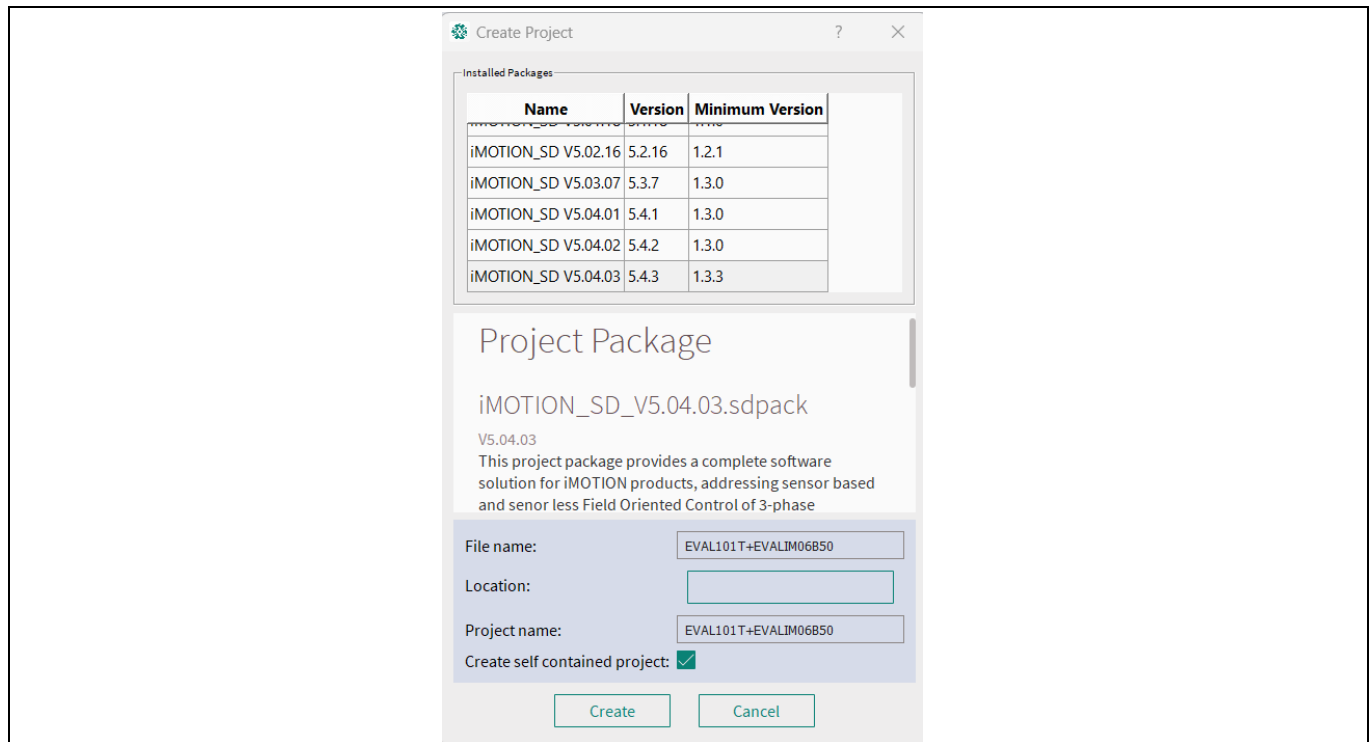 Create Project ?
Installed Packages
Name Version Minimum Version
iMOTION_SD V5.02.16 5.2.16 1.2.1
iMOTION_SD V5.03.07 5.3.7 1.3.0
iMOTION_SD V5.04.01 5.4.1 1.3.0
iMOTION_SD V5.04.02 5.4.2 1.3.0
iMOTION_SD V5.04.03 5.4.3 1.3.3
Project Package
iMOTION_SD_V5.04.03.sdpack
V5.04.03
This project package provides a complete software
solution for iMOTION products, addressing sensor based
and senor less Field Oriented Control of 3-phase
File name: EVAL101T+EVALIM06B50
Location:
Project name: EVAL101T+EVALIM06B50
Create self contained project:
Create Cancel